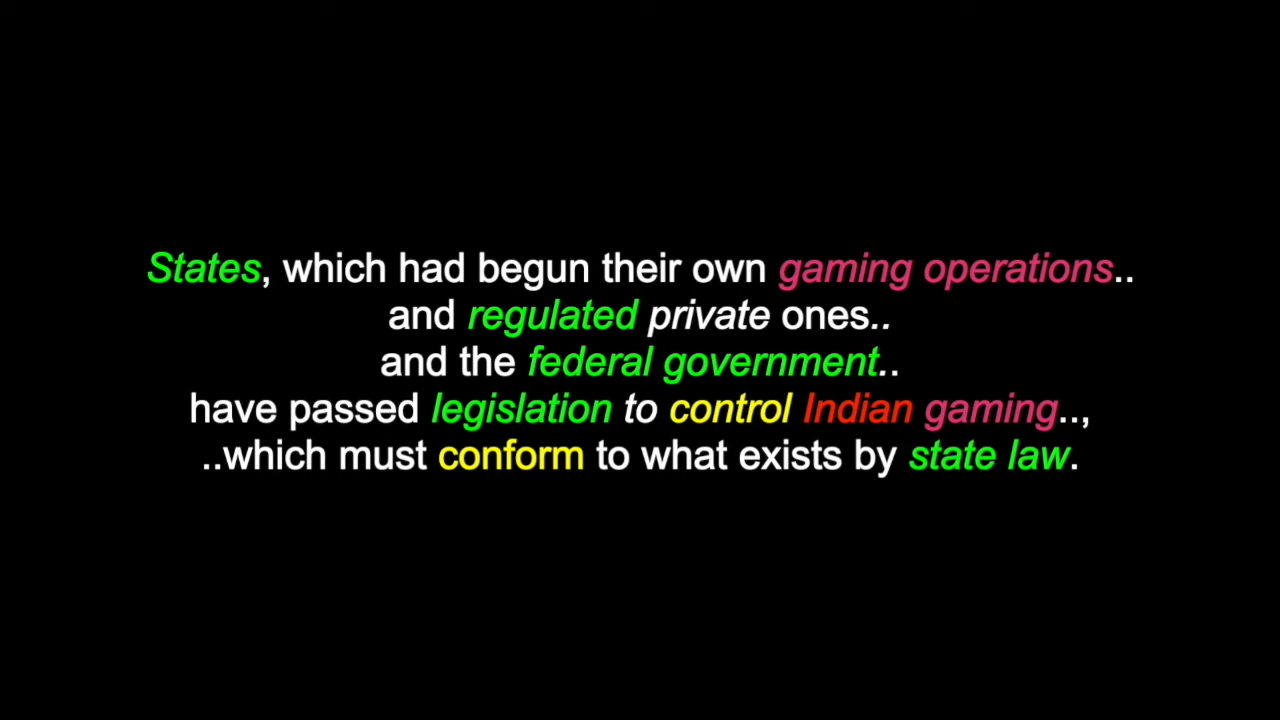 States, which had begun their own gaming operations..
and regulated private ones..
and the federal government..
have passed legislation to control Indian gaming..,
..which must conform to what exists by state law.